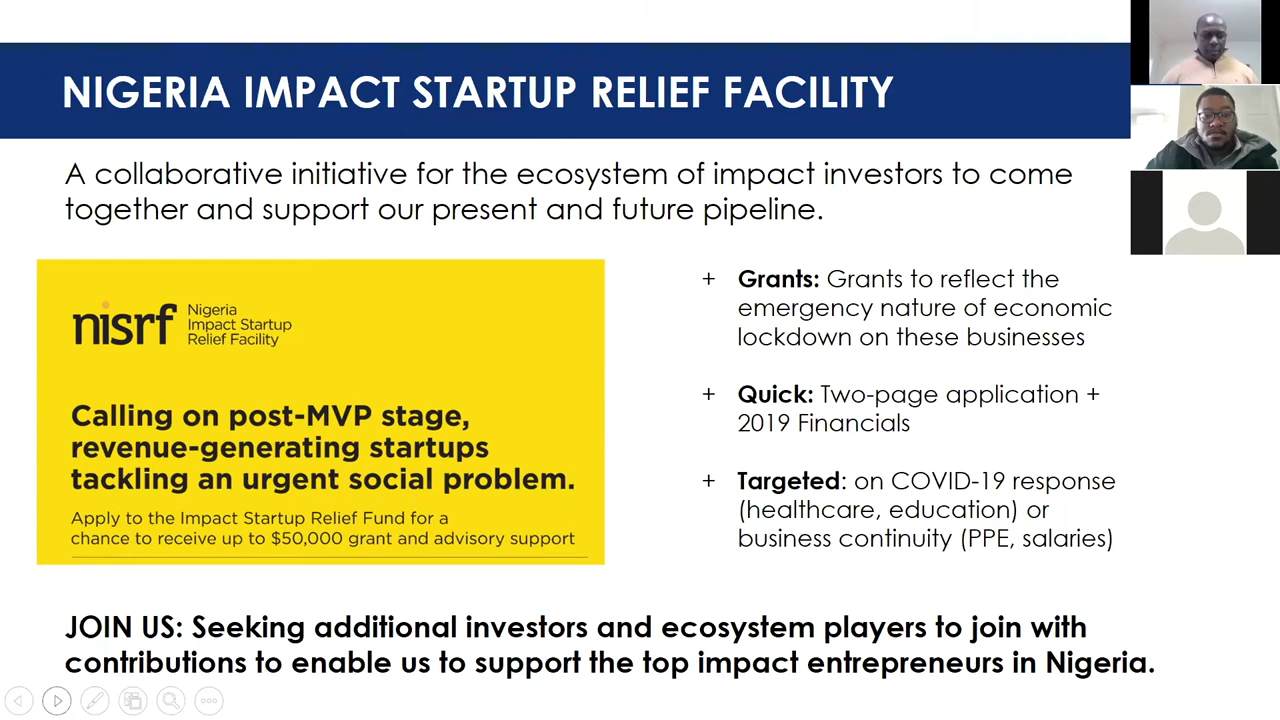 NIGERIA IMPACT STARTUP RELIEF FACILITY
A collaborative initiative for the ecosystem of impact investors to come
together and support our present and future pipeline.
nisrf
Nigeria
Impact Startup
Relief Facility
Calling on post-MVP stage,
revenue-generating startups
tackling an urgent social problem.
Apply to the Impact Startup Relief Fund for a
chance to receive up to $50,000 grant and advisory support
+ Grants: Grants to reflect the
emergency nature of economic
lockdown on these businesses
+ Quick: Two-page application +
2019 Financials
+ Targeted: on COVID-19 response
(healthcare, education) or
business continuity (PPE, salaries)
JOIN US: Seeking additional investors and ecosystem players to join with
contributions to enable us to support the top impact entrepreneurs in Nigeria.